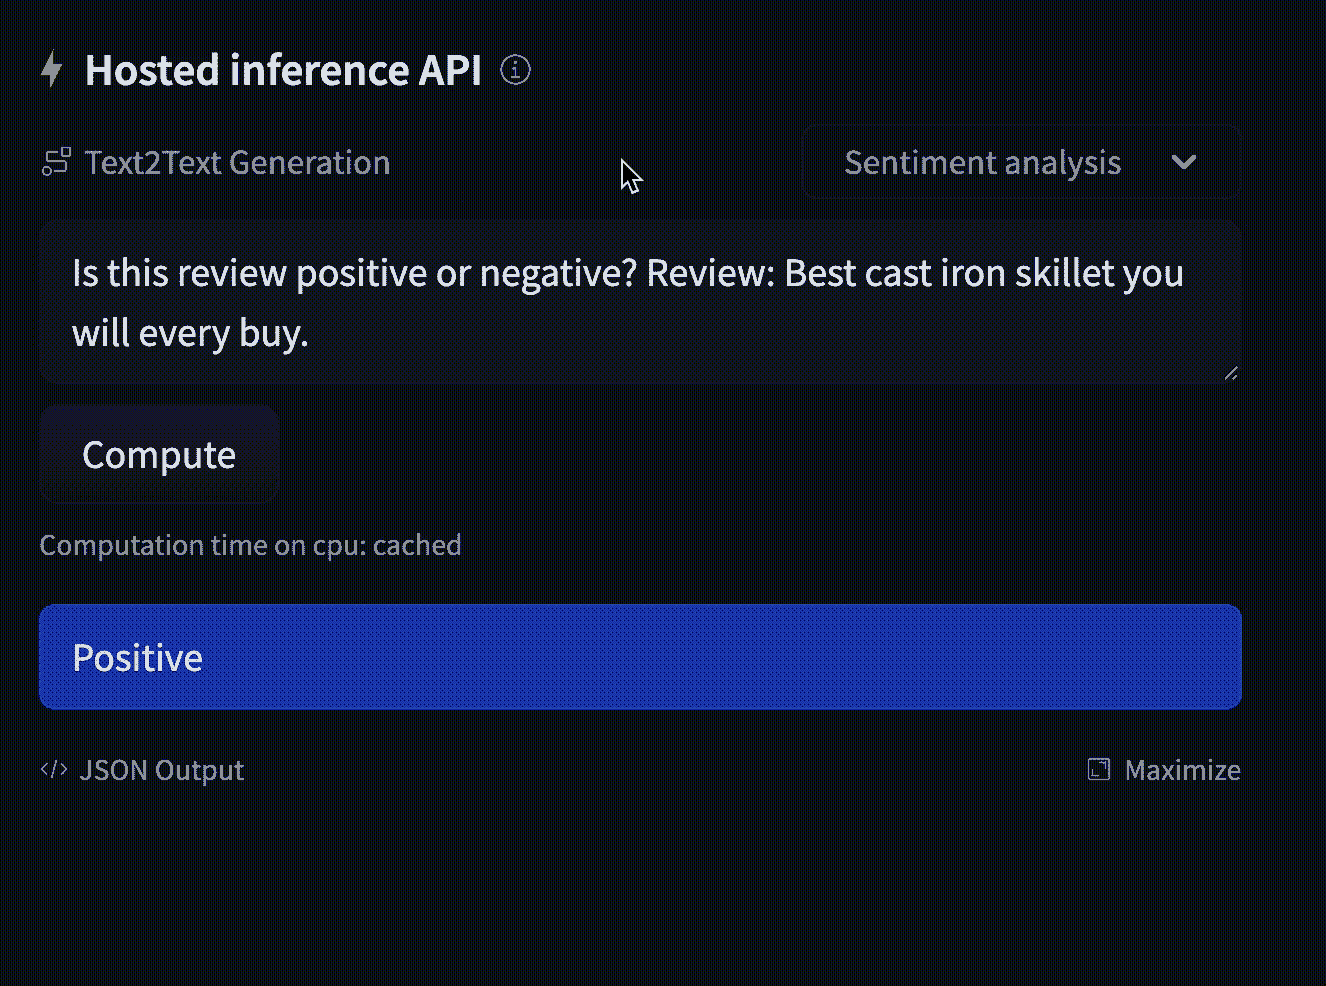 Hosted inference API
Text2Text Generation
Sentiment analysis
Is this review positive or negative? Review: Best cast iron skillet you
will every buy.
Compute
Computation time on cpu: cached
Positive
</> JSON Output
Maximize